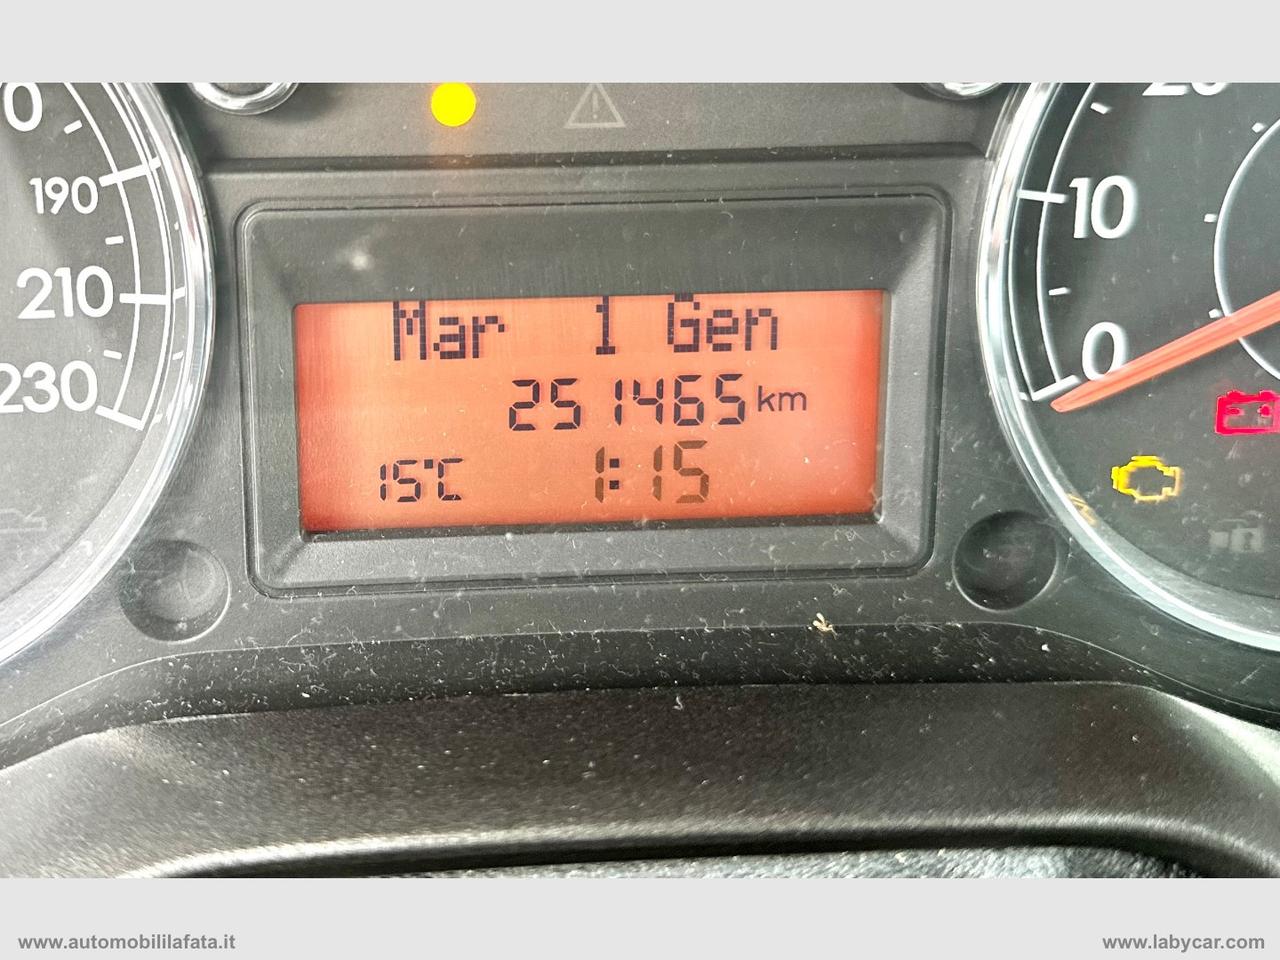 0
190
210
230
10
0
Mar 1 Gen
251465 km
15°C 1:15
www.automobililafata.it
www.labycar.com